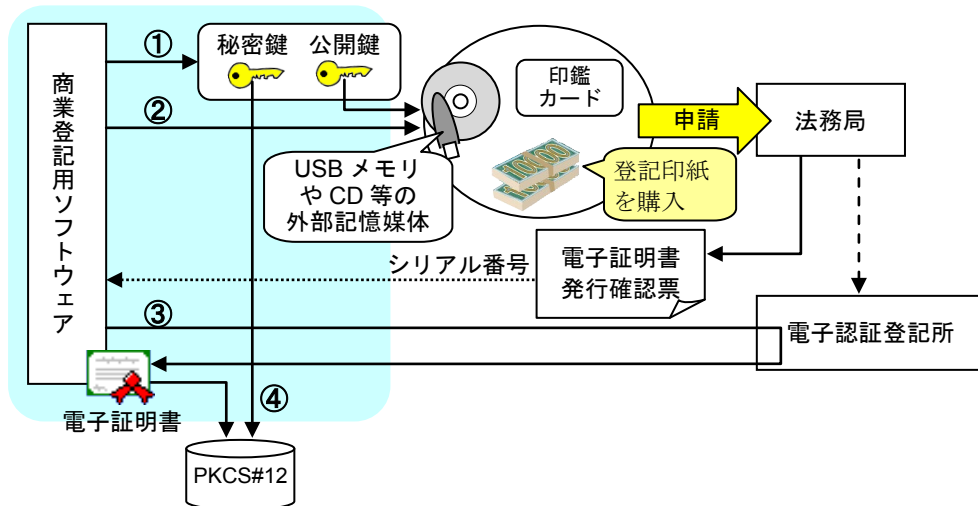 商業登記用ソフトウェア
①
秘密鍵
公開鍵
②
印鑑
カード
USB メモリ
や CD 等の
外部記憶媒体
登記印紙
を購入
申請
法務局
シリアル番号
電子証明書
発行確認票
③
電子認証登記所
電子証明書
④
PKCS#12